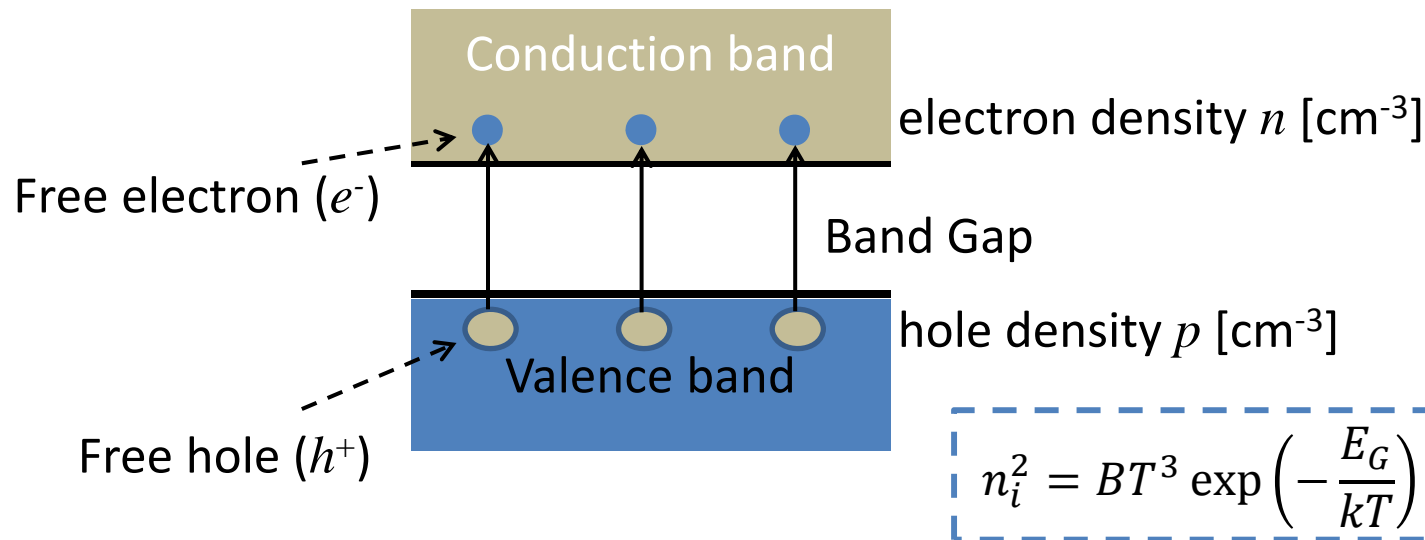 Conduction band
electron density n [cm⁻³]
Free electron (e⁻)
Band Gap
hole density p [cm⁻³]
Valence band
Free hole (h⁺)
n_i^2 = BT^3 exp(-E_G/kT)